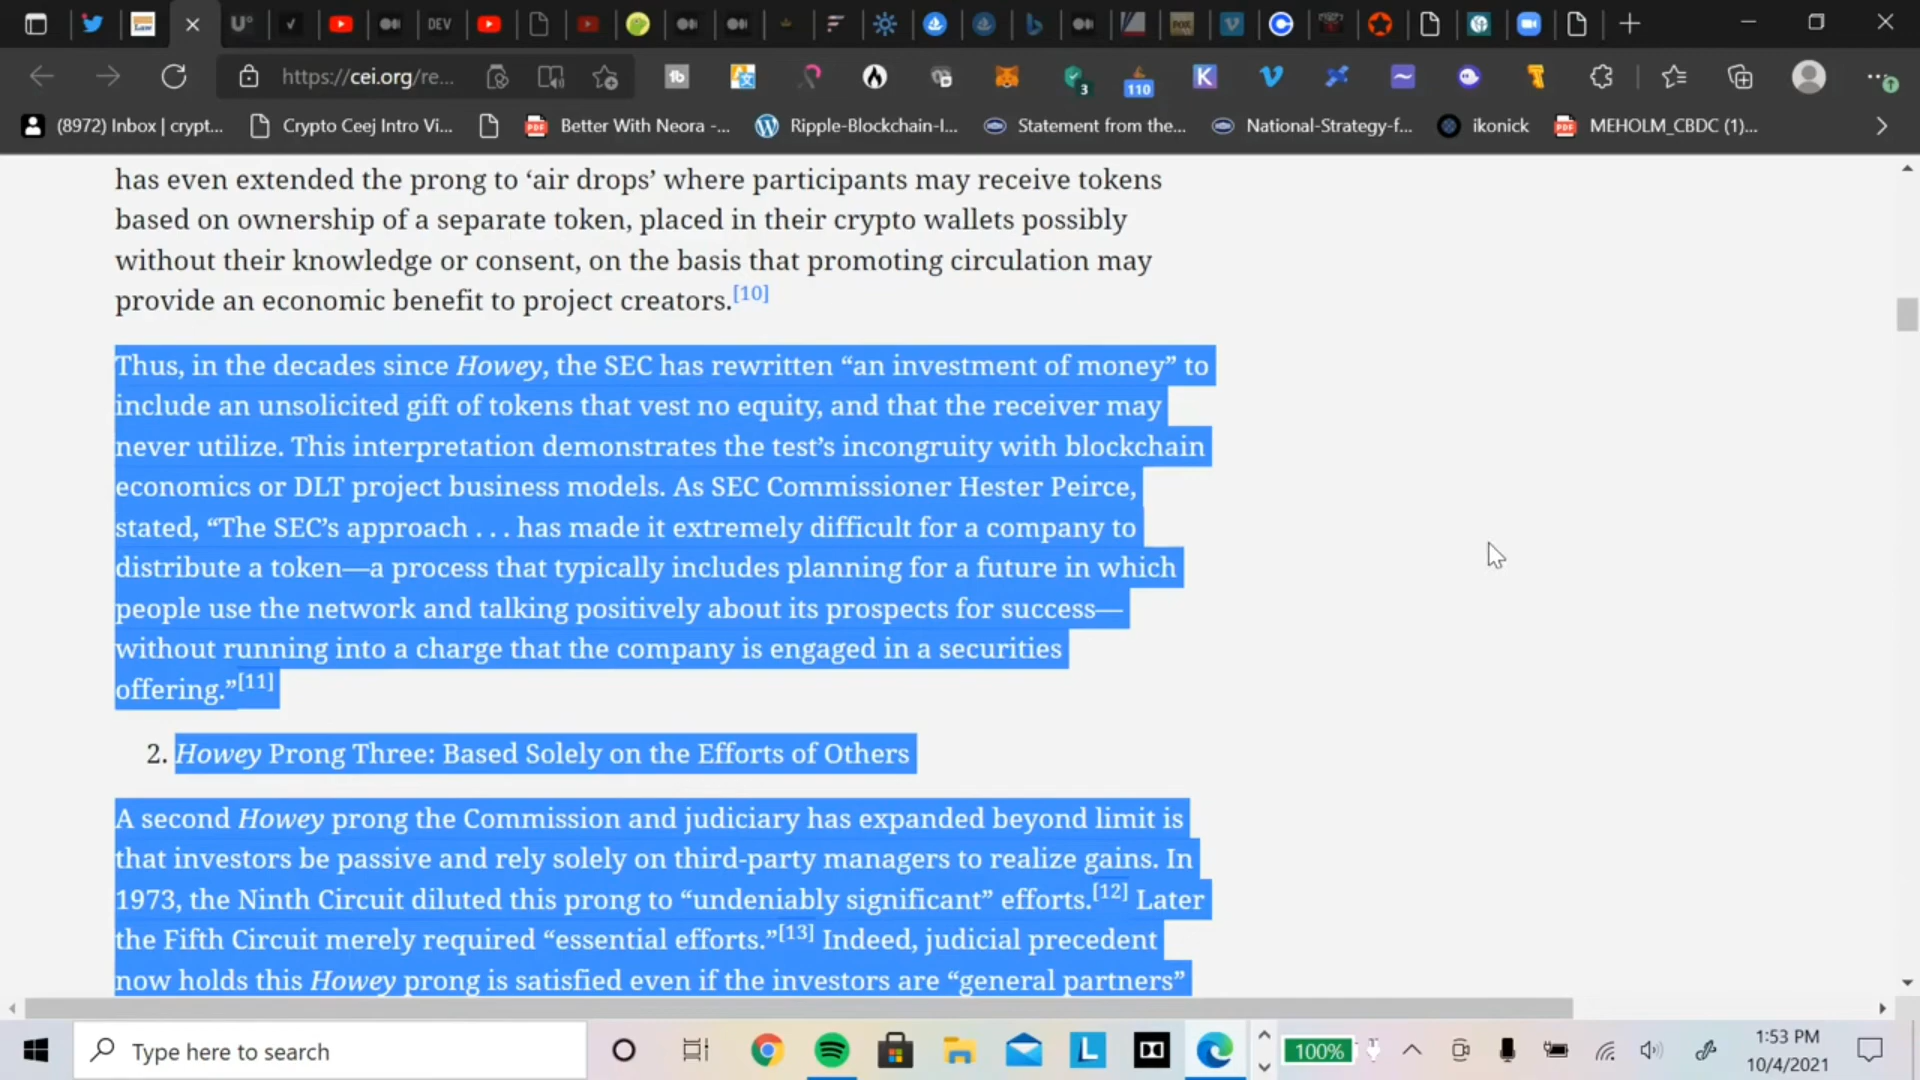 Law
U°
DEV
FOX
https://cei.org/re...
tb
3
110
K
(8972) Inbox | crypt...
Crypto Ceej Intro Vi...
PDF
Better With Neora -...
Ripple-Blockchain-I...
Statement from the...
National-Strategy-f...
ikonick
PDF
MEHOLM_CBDC (1)...
has even extended the prong to ‘air drops’ where participants may receive tokens
based on ownership of a separate token, placed in their crypto wallets possibly
without their knowledge or consent, on the basis that promoting circulation may
provide an economic benefit to project creators.[10]
Thus, in the decades since Howey, the SEC has rewritten “an investment of money” to
include an unsolicited gift of tokens that vest no equity, and that the receiver may
never utilize. This interpretation demonstrates the test’s incongruity with blockchain
economics or DLT project business models. As SEC Commissioner Hester Peirce,
stated, “The SEC’s approach . . . has made it extremely difficult for a company to
distribute a token—a process that typically includes planning for a future in which
people use the network and talking positively about its prospects for success—
without running into a charge that the company is engaged in a securities
offering.”[11]
2. Howey Prong Three: Based Solely on the Efforts of Others
A second Howey prong the Commission and judiciary has expanded beyond limit is
that investors be passive and rely solely on third-party managers to realize gains. In
1973, the Ninth Circuit diluted this prong to “undeniably significant” efforts.[12] Later
the Fifth Circuit merely required “essential efforts.”[13] Indeed, judicial precedent
now holds this Howey prong is satisfied even if the investors are “general partners”
Type here to search
L
100%
1:53 PM
10/4/2021